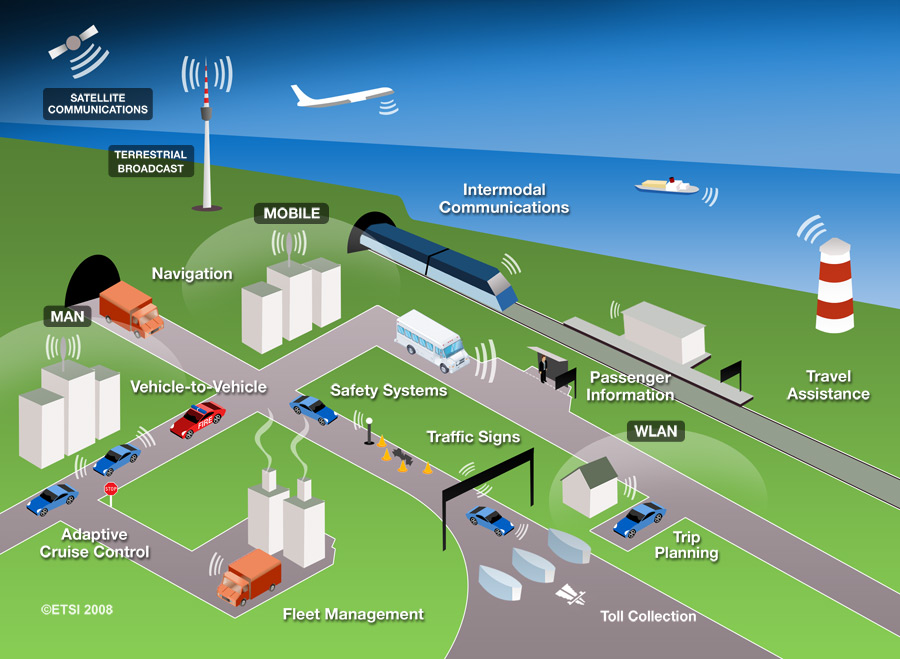 SATELLITE
COMMUNICATIONS
TERRESTRIAL
BROADCAST
Intermodal
Communications
MOBILE
Navigation
MAN
Vehicle-to-Vehicle
Safety Systems
Passenger
Information
Travel
Assistance
FIRE
Traffic Signs
WLAN
STOP
Adaptive
Cruise Control
Trip
Planning
©ETSI 2008
Fleet Management
Toll Collection